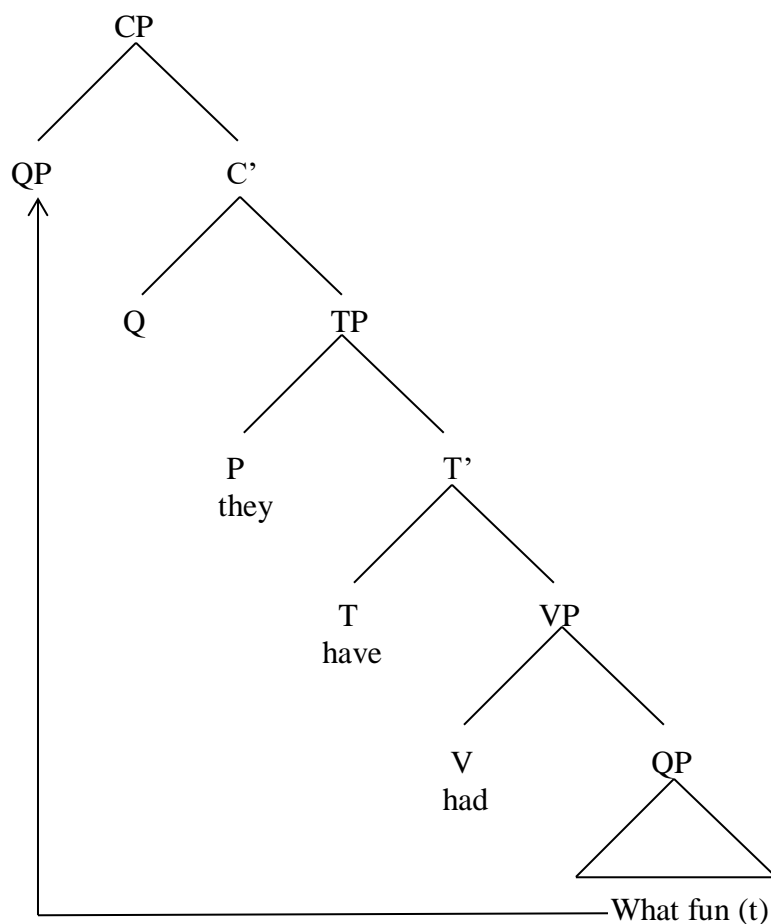 CP
QP C’
Q TP
P T’
they
T VP
have
V QP
had
What fun (t)